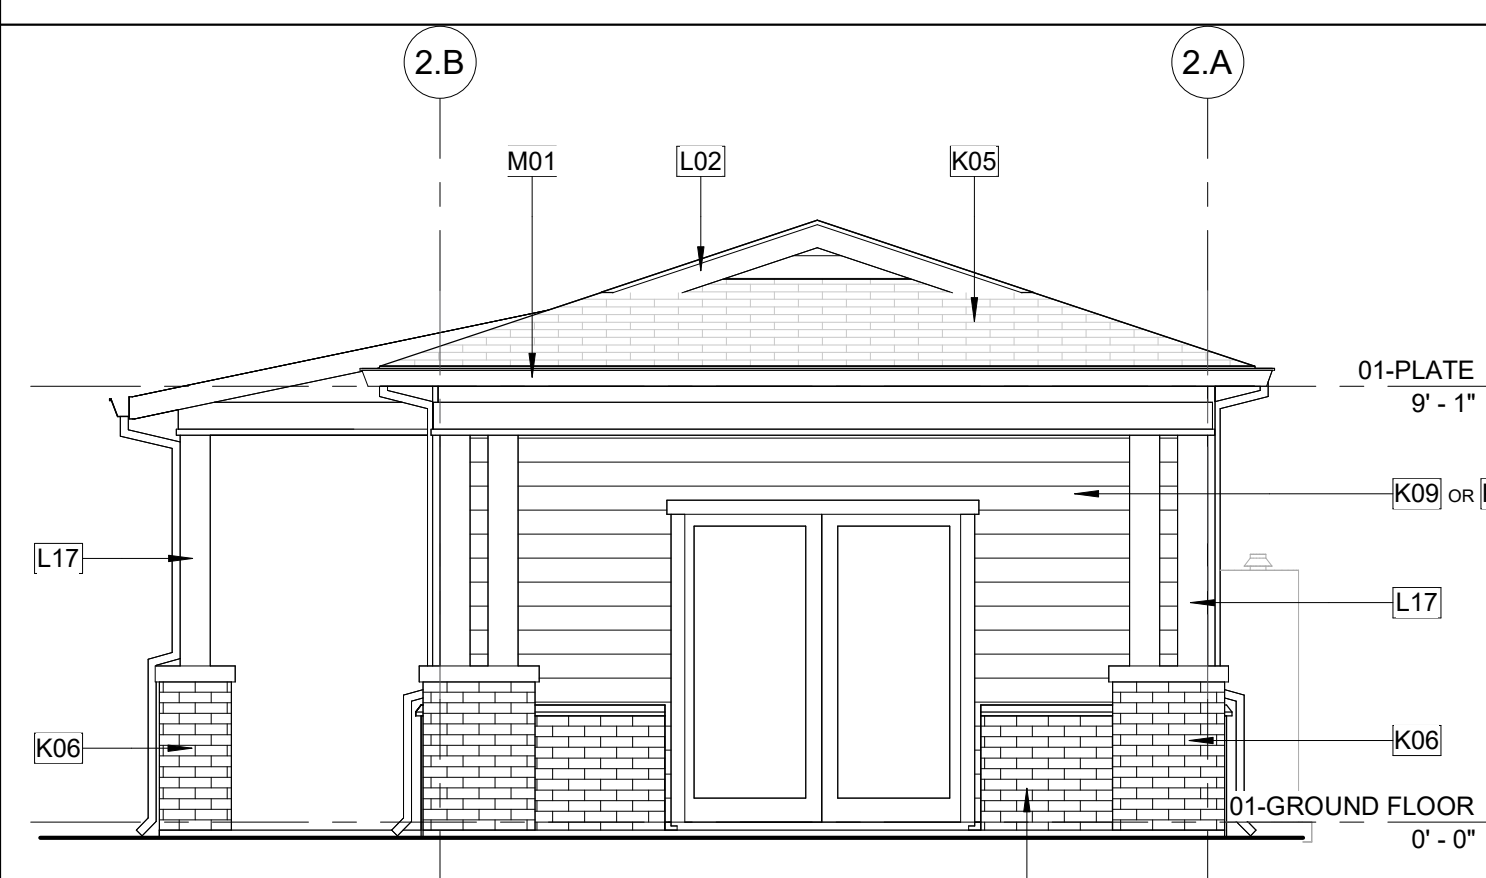 2.B
2.A
M01
L02
K05
01-PLATE
9' - 1"
K09 OR
L17
L17
K06
K06
01-GROUND FLOOR
0' - 0"